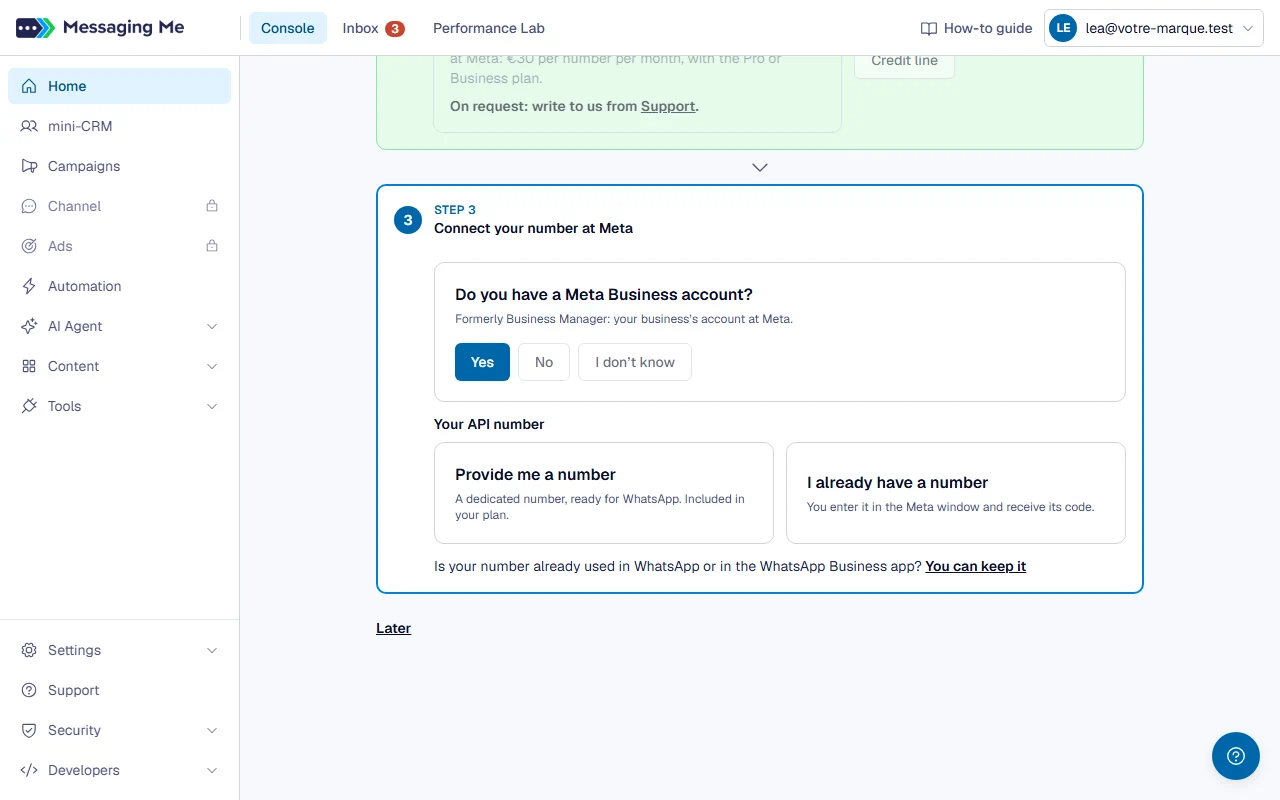 Messaging Me
Console
Inbox 3
Performance Lab
How-to guide
LE lea@votre-marque.test
Home
mini-CRM
Campaigns
Channel
Ads
Automation
AI Agent
Content
Tools
Settings
Support
Security
Developers
at Meta: €30 per number per month, with the Pro or
Business plan.
On request: write to us from Support.
Credit line
3
STEP 3
Connect your number at Meta
Do you have a Meta Business account?
Formerly Business Manager: your business's account at Meta.
Yes
No
I don't know
Your API number
Provide me a number
A dedicated number, ready for WhatsApp. Included in
your plan.
I already have a number
You enter it in the Meta window and receive its code.
Is your number already used in WhatsApp or in the WhatsApp Business app? You can keep it
Later